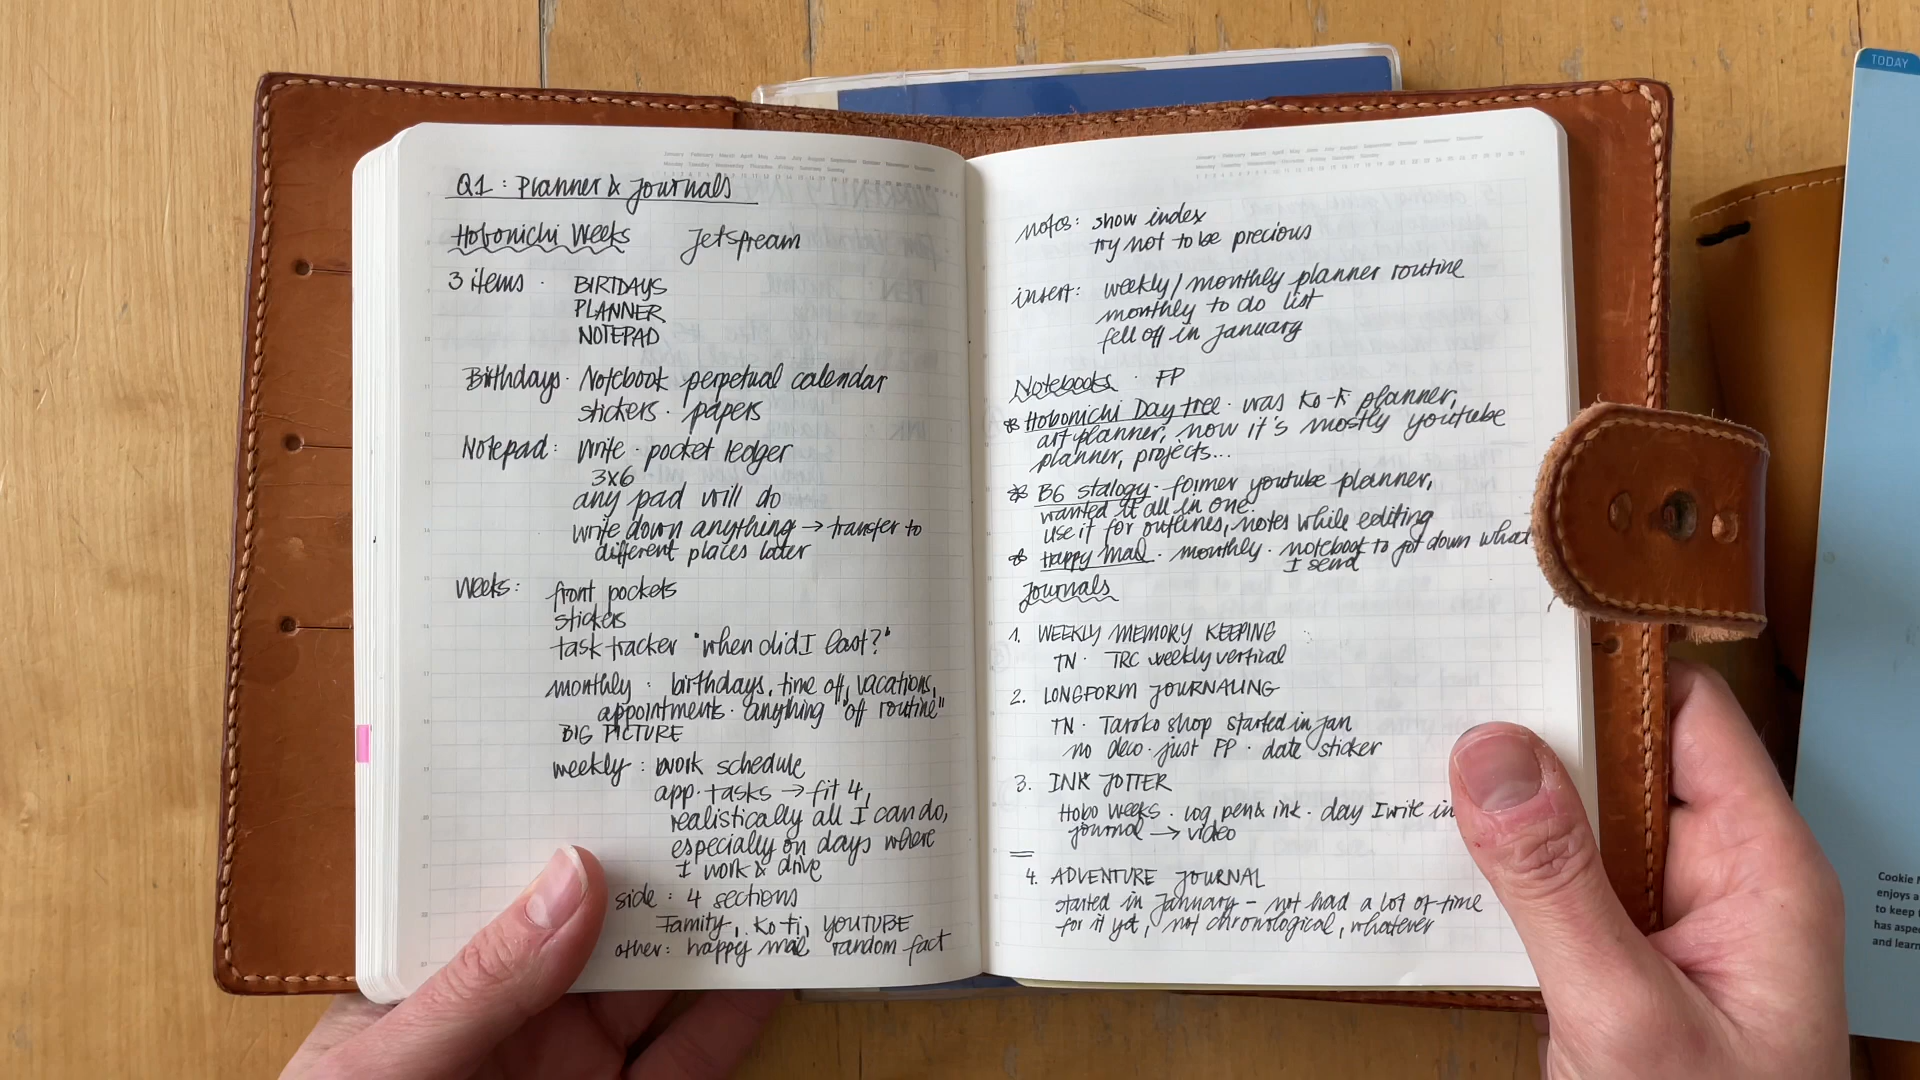 Q1 : Planner & Journals
Hobonichi Weeks Jetstream
3 items · BIRTDAYS
PLANNER
NOTEPAD
Birthdays · Notebook perpetual calendar
stickers · papers
Notepad: Write · pocket ledger
3x6
any pad will do
write down anything → transfer to
different places later
Weeks: front pockets
stickers
task tracker "when did I last?"
monthly · birthdays, time off, vacations,
appointments · anything "of routine"
BIG PICTURE
weekly : work schedule
app · tasks → fit 4,
realistically all I can do,
especially on days where
I work & drive
side : 4 sections
Family, Ko-fi, YOUTUBE
other: happy mail random fact
notes: show index
try not to be precious
insert: weekly/monthly planner routine
monthly to do list
fell off in January
Notebooks · FP
* Hobonichi Day free · was Ko-fi planner,
art planner, now it's mostly youtube
planner, projects...
* B6 stalogy · former youtube planner,
wanted it all in one.
use it for outlines, notes while editing
* Happy Mail · monthly · notebook to jot down what
I send
Journals
1. WEEKLY MEMORY KEEPING
TN · TRC weekly vertical
2. LONGFORM JOURNALING
TN · Taroko shop started in Jan
no deco · just FP · date sticker
3. INK JOTTER
Hobo Weeks · log pen & ink · day I write in
journal → video
4. ADVENTURE JOURNAL
started in January - not had a lot of time
for it yet, not chronological, whatever
TODAY
Cookie
enjoys a
to keep
has aspe
and learn